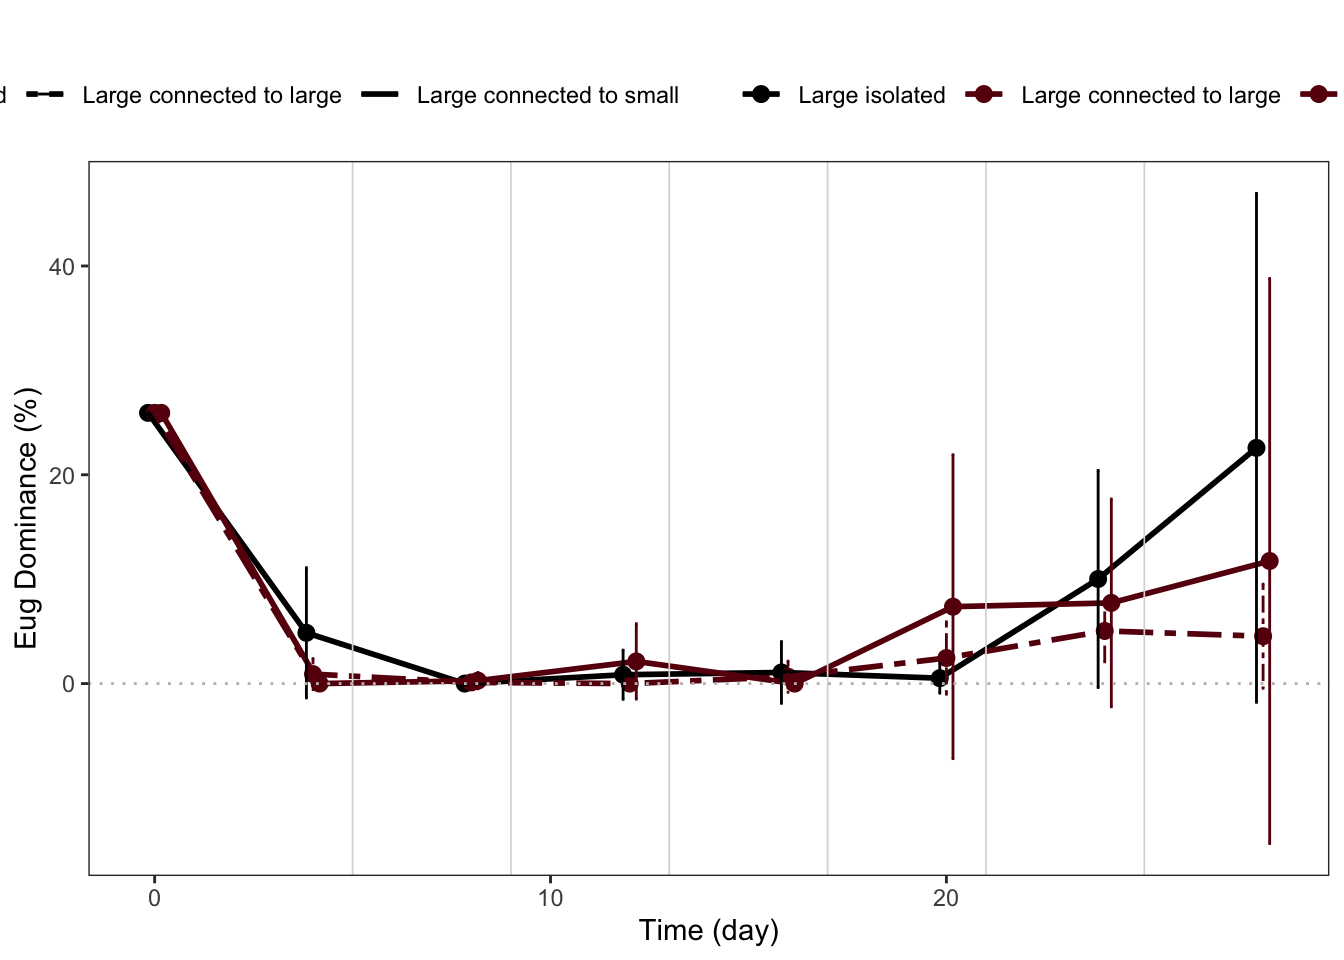 d Large connected to large Large connected to small Large isolated Large connected to large
40
20
0
Eug Dominance (%)
0 10 20
Time (day)